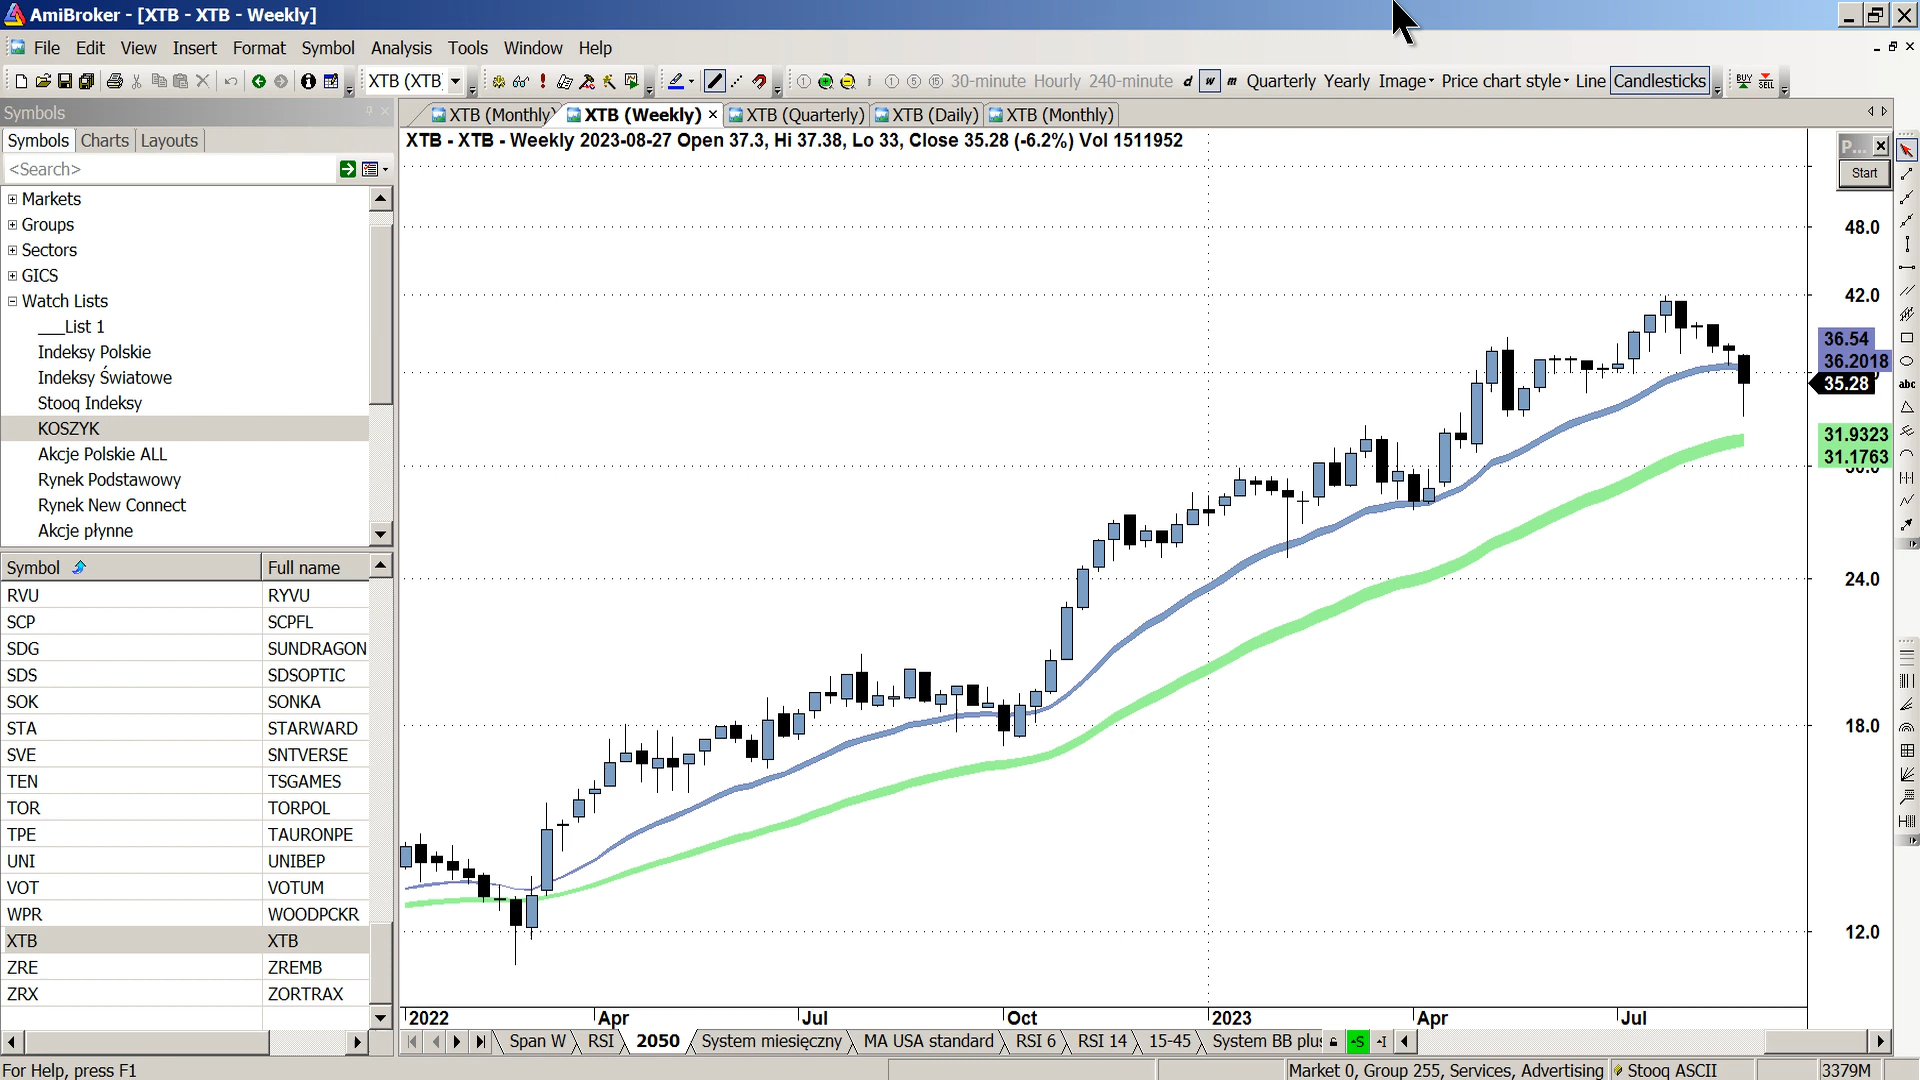 AmiBroker - [XTB - XTB - Weekly]
File Edit View Insert Format Symbol Analysis Tools Window Help
XTB (XTB) 30-minute Hourly 240-minute d w m Quarterly Yearly Image Price chart style Line Candlesticks BUY SELL
Symbols
Symbols Charts Layouts
<Search>
Markets
Groups
Sectors
GICS
Watch Lists
___List 1
Indeksy Polskie
Indeksy Światowe
Stooq Indeksy
KOSZYK
Akcje Polskie ALL
Rynek Podstawowy
Rynek New Connect
Akcje płynne
Symbol Full name
RVU RYVU
SCP SCPFL
SDG SUNDRAGON
SDS SDSOPTIC
SOK SONKA
STA STARWARD
SVE SNTVERSE
TEN TSGAMES
TOR TORPOL
TPE TAURONPE
UNI UNIBEP
VOT VOTUM
WPR WOODPCKR
XTB XTB
ZRE ZREMB
ZRX ZORTRAX
XTB (Monthly) XTB (Weekly) XTB (Quarterly) XTB (Daily) XTB (Monthly)
XTB - XTB - Weekly 2023-08-27 Open 37.3, Hi 37.38, Lo 33, Close 35.28 (-6.2%) Vol 1511952
P...
Start
48.0
42.0
36.54
36.2018
35.28
31.9323
31.1763
24.0
18.0
12.0
abc
2022 Apr Jul Oct 2023 Apr Jul
Span W RSI 2050 System miesięczny MA USA standard RSI 6 RSI 14 15-45 System BB plus S I
For Help, press F1
Market 0, Group 255, Services, Advertising Stooq ASCII 3379M